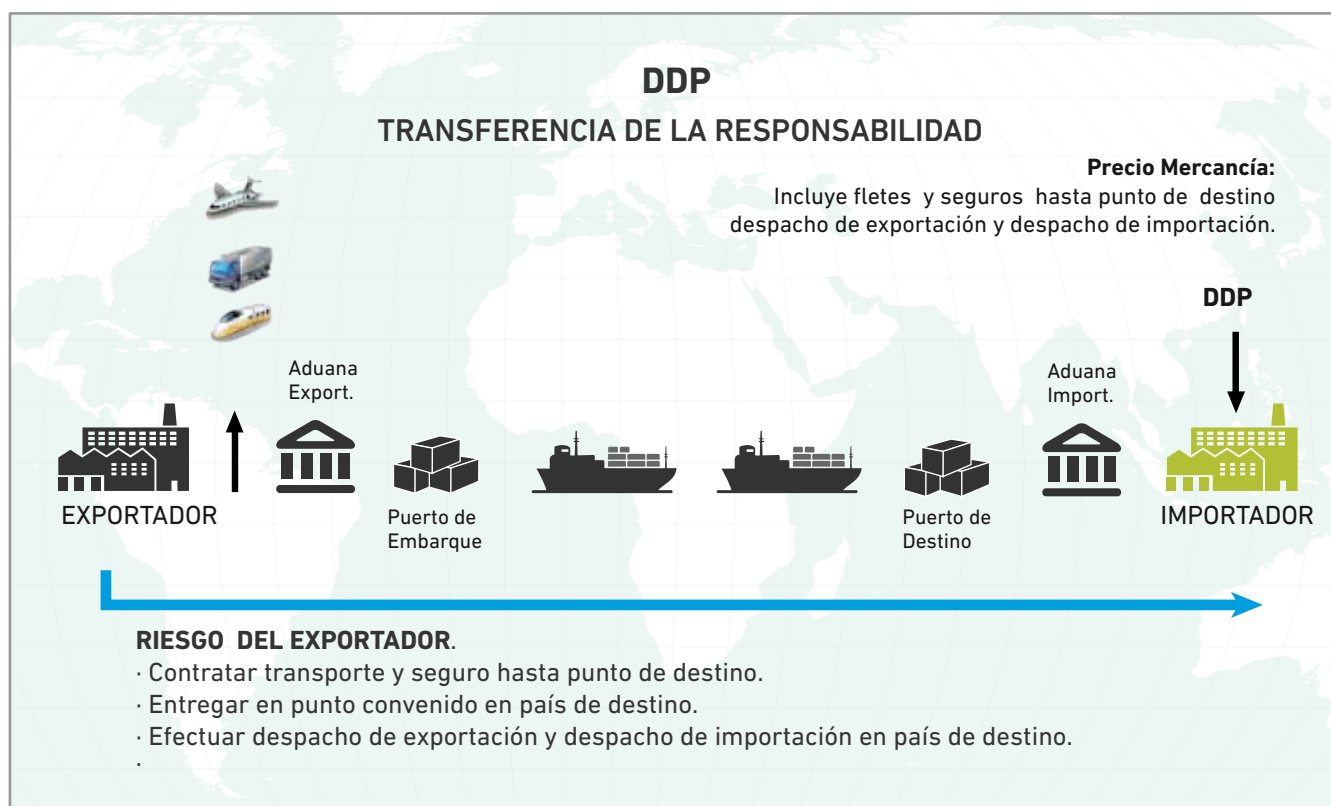 DDP
TRANSFERENCIA DE LA RESPONSABILIDAD
Precio Mercancía:
Incluye fletes y seguros hasta punto de destino
despacho de exportación y despacho de importación.
DDP
Aduana
Export.
Aduana
Import.
EXPORTADOR
Puerto de
Embarque
Puerto de
Destino
IMPORTADOR
RIESGO DEL EXPORTADOR.
· Contratar transporte y seguro hasta punto de destino.
· Entregar en punto convenido en país de destino.
· Efectuar despacho de exportación y despacho de importación en país de destino.
·